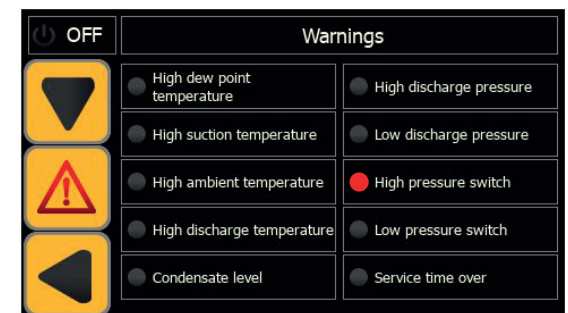 OFF
Warnings
High dew point
temperature
High discharge pressure
High suction temperature
Low discharge pressure
High ambient temperature
High pressure switch
High discharge temperature
Low pressure switch
Condensate level
Service time over